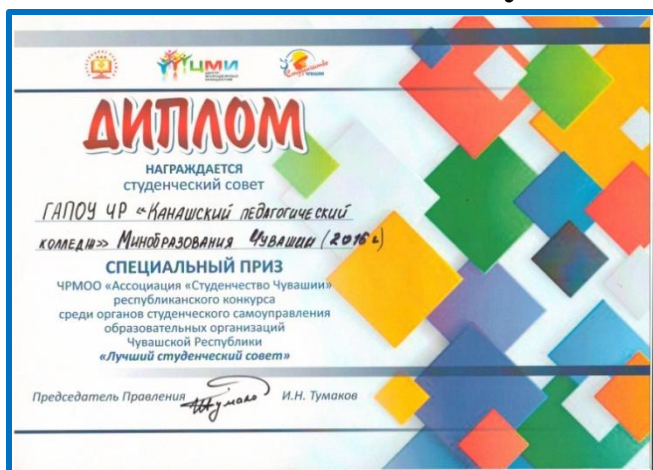 ЦМИ
ДИПЛОМ
НАГРАЖДАЕТСЯ
студенческий совет
ГАПОУ ЧР «Канашский педагогический
колледж» Минобразования Чувашии (2016 г)
СПЕЦИАЛЬНЫЙ ПРИЗ
ЧРМОО «Ассоциация «Студенчество Чувашии»
республиканского конкурса
среди органов студенческого самоуправления
образовательных организаций
Чувашской Республики
«Лучший студенческий совет»
Председатель Правления И.Н. Тумаков